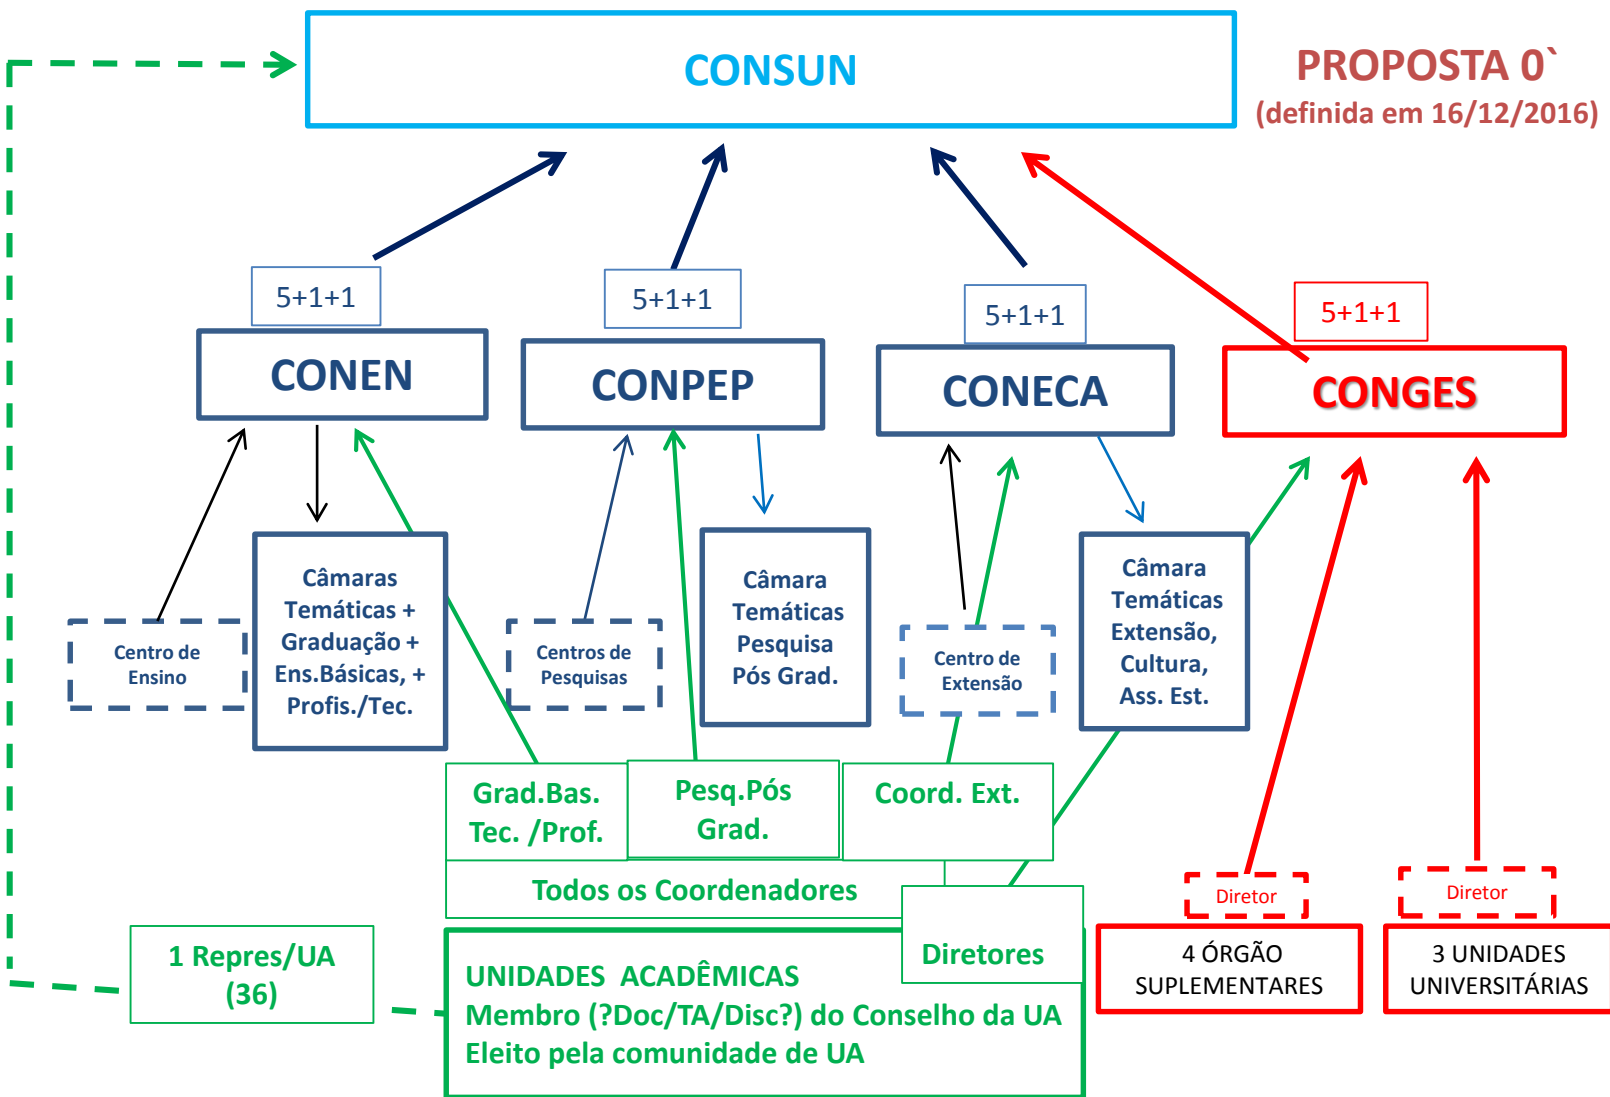 CONSUN
PROPOSTA 0`
(definida em 16/12/2016)
5+1+1
5+1+1
5+1+1
5+1+1
CONEN
CONPEP
CONECA
CONGES
Centro de
Ensino
Câmaras
Temáticas +
Graduação +
Ens.Básicas, +
Profis./Tec.
Centros de
Pesquisas
Câmara
Temáticas
Pesquisa
Pós Grad.
Centro de
Extensão
Câmara
Temáticas
Extensão,
Cultura,
Ass. Est.
Grad.Bas.
Tec. /Prof.
Pesq.Pós
Grad.
Coord. Ext.
Todos os Coordenadores
Diretores
Diretor
Diretor
1 Repres/UA
(36)
UNIDADES ACADÊMICAS
Membro (?Doc/TA/Disc?) do Conselho da UA
Eleito pela comunidade de UA
4 ÓRGÃO
SUPLEMENTARES
3 UNIDADES
UNIVERSITÁRIAS